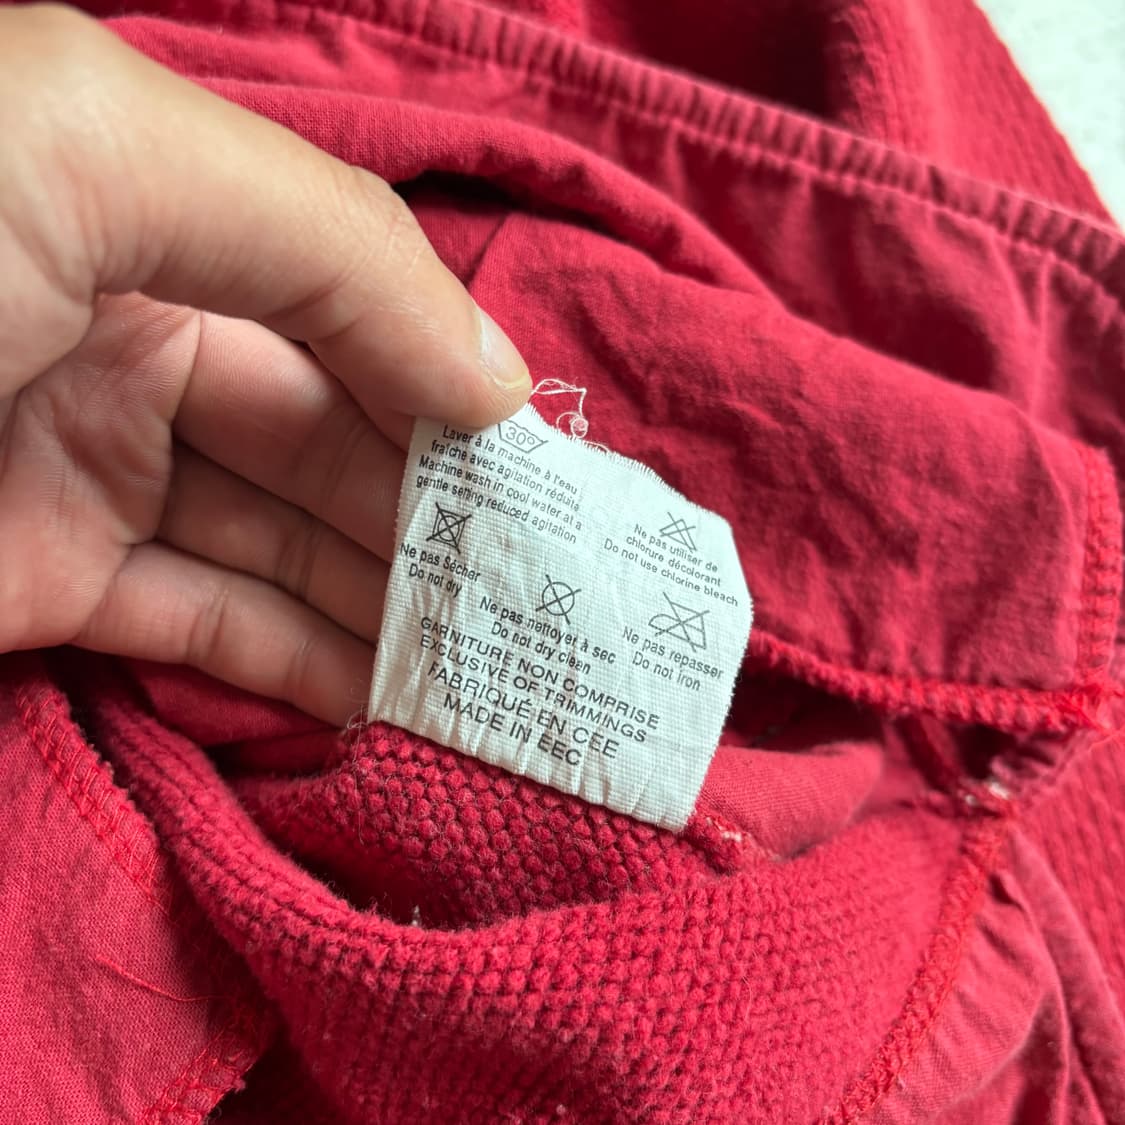 30°
Laver à la machine à l'eau
fraîche avec agitation réduite
Machine wash in cool water at a
gentle setting reduced agitation
Ne pas utiliser de
chlorure décolorant
Do not use chlorine bleach
Ne pas Sécher
Do not dry
Ne pas nettoyer à sec
Do not dry clean
Ne pas repasser
Do not Iron
GARNITURE NON COMPRISE
EXCLUSIVE OF TRIMMINGS
FABRIQUÉ EN CEE
MADE IN EEC